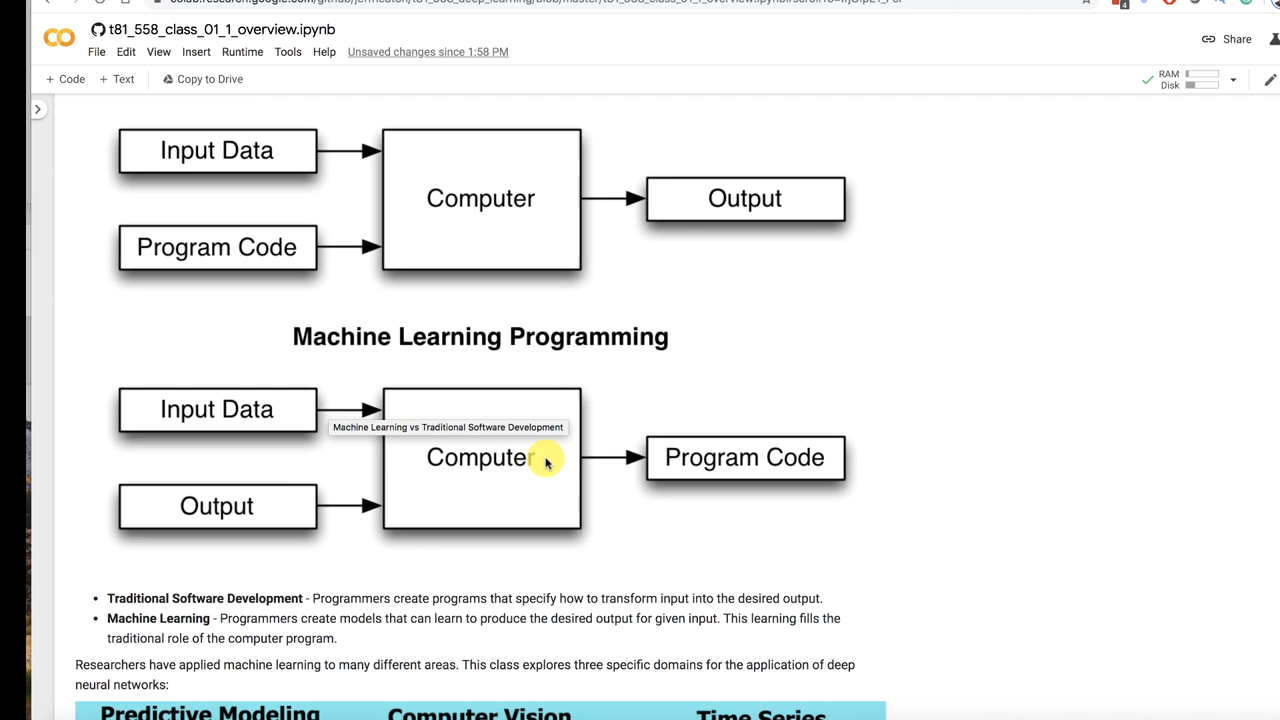 t81_558_class_01_1_overview.ipynb
File Edit View Insert Runtime Tools Help Unsaved changes since 1:58 PM
Share
+ Code + Text Copy to Drive
RAM
Disk
Input Data
Computer
Output
Program Code
Machine Learning Programming
Input Data
Machine Learning vs Traditional Software Development
Computer
Program Code
Output
• Traditional Software Development - Programmers create programs that specify how to transform input into the desired output.
• Machine Learning - Programmers create models that can learn to produce the desired output for given input. This learning fills the
traditional role of the computer program.
Researchers have applied machine learning to many different areas. This class explores three specific domains for the application of deep
neural networks:
Predictive Modeling Computer Vision Time Series